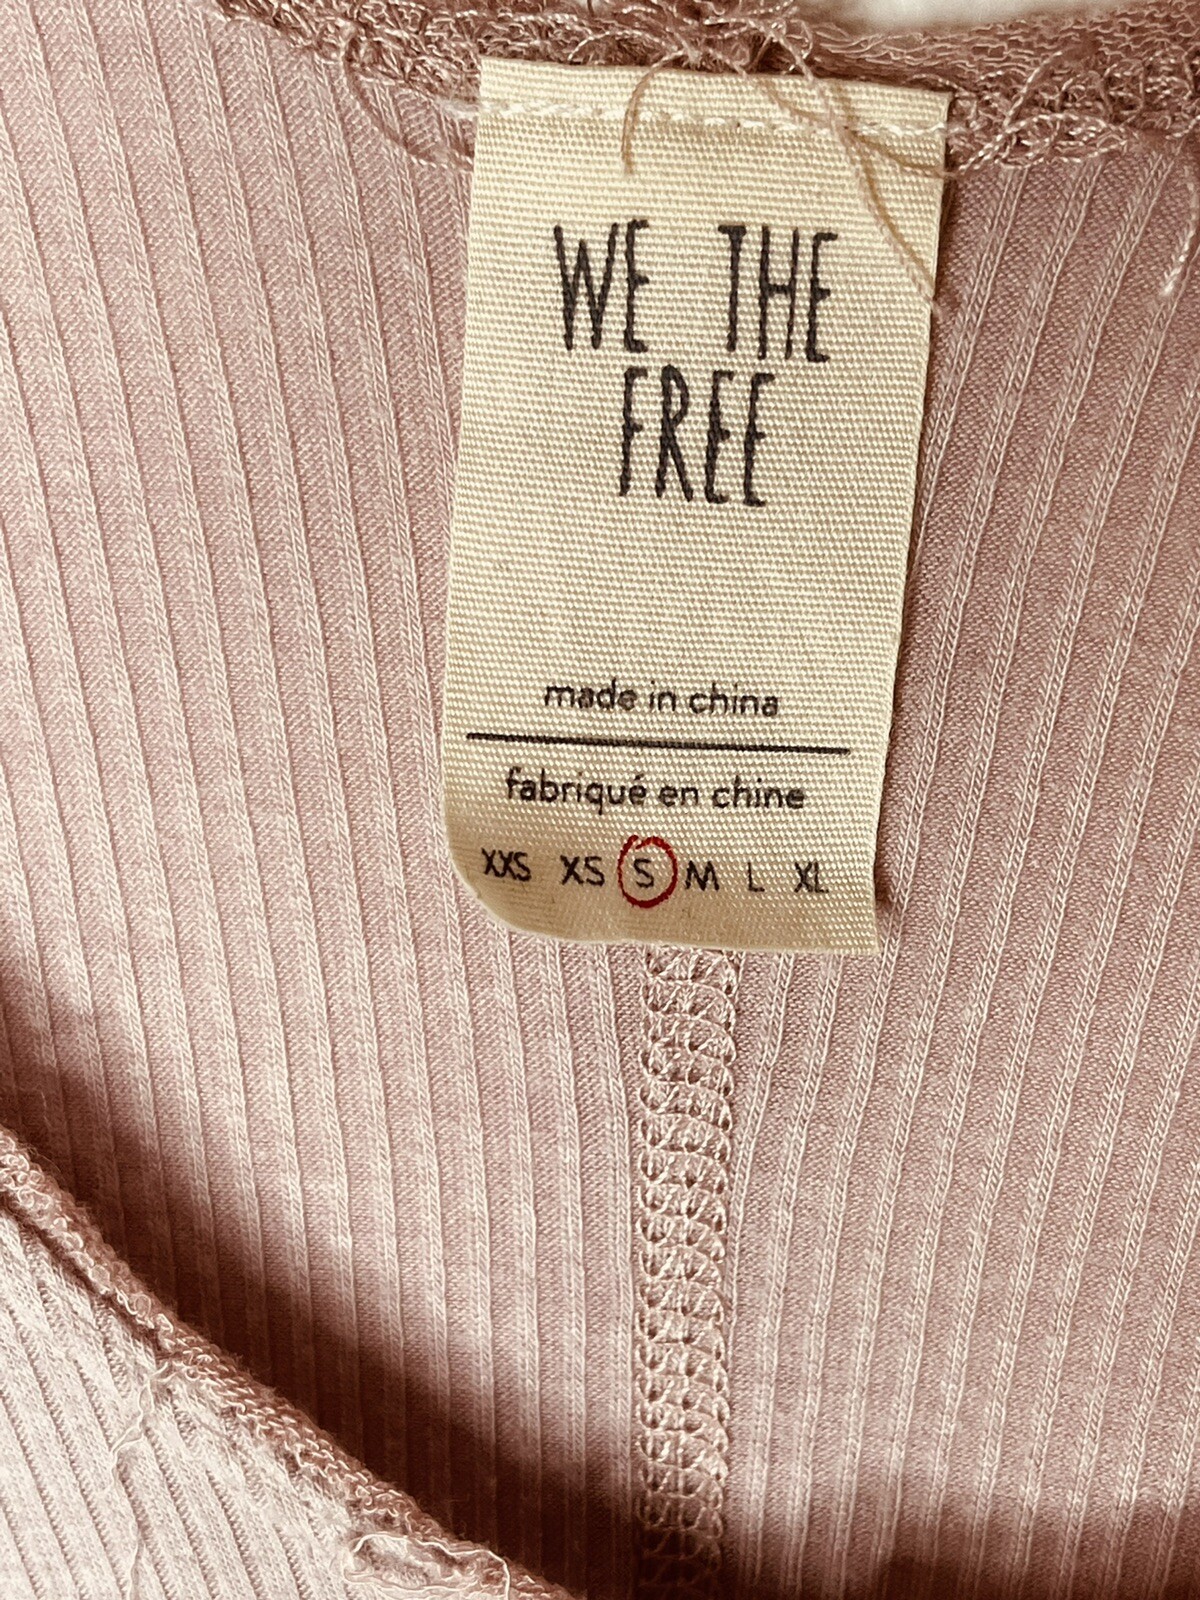 WE THE
FREE
made in china
fabriqué en chine
XXS XS S M L XL